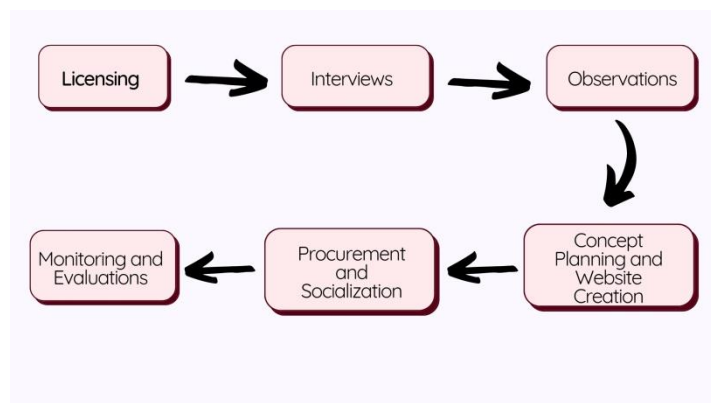 Licensing
Interviews
Observations
Concept
Planning and
Website
Creation
Procurement
and
Socialization
Monitoring and
Evaluations